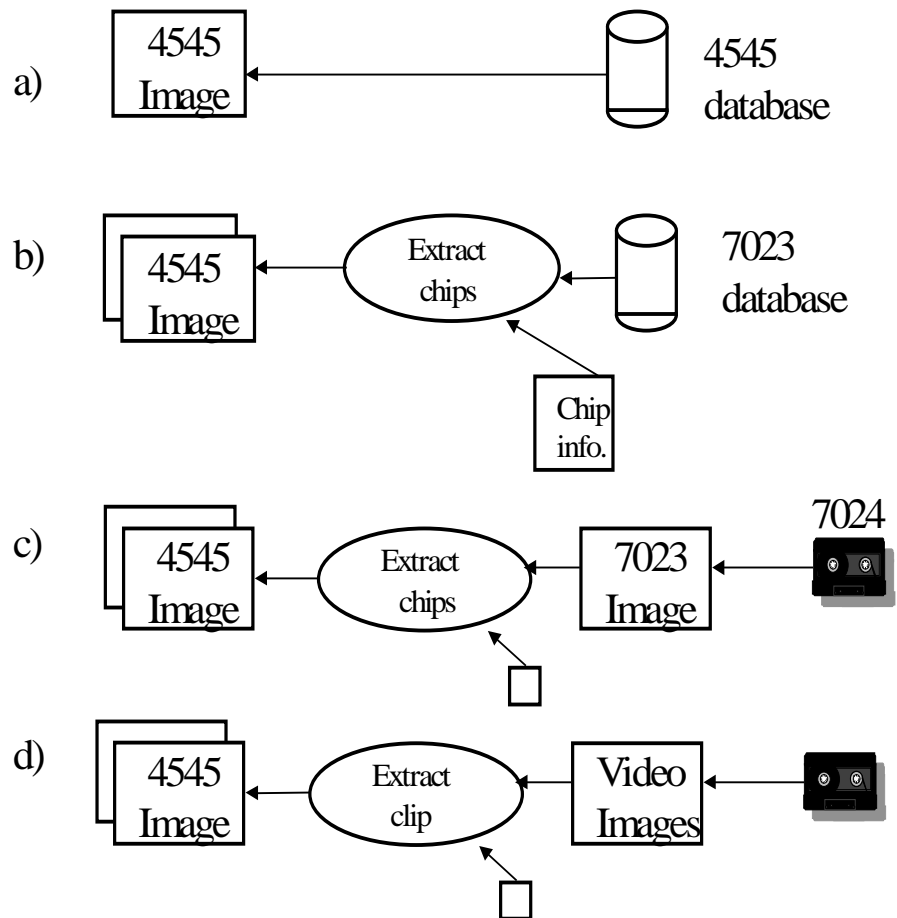 a)
4545
Image
4545
database
b)
4545
Image
Extract
chips
7023
database
Chip
info.
c)
4545
Image
Extract
chips
7023
Image
7024
d)
4545
Image
Extract
clip
Video
Images